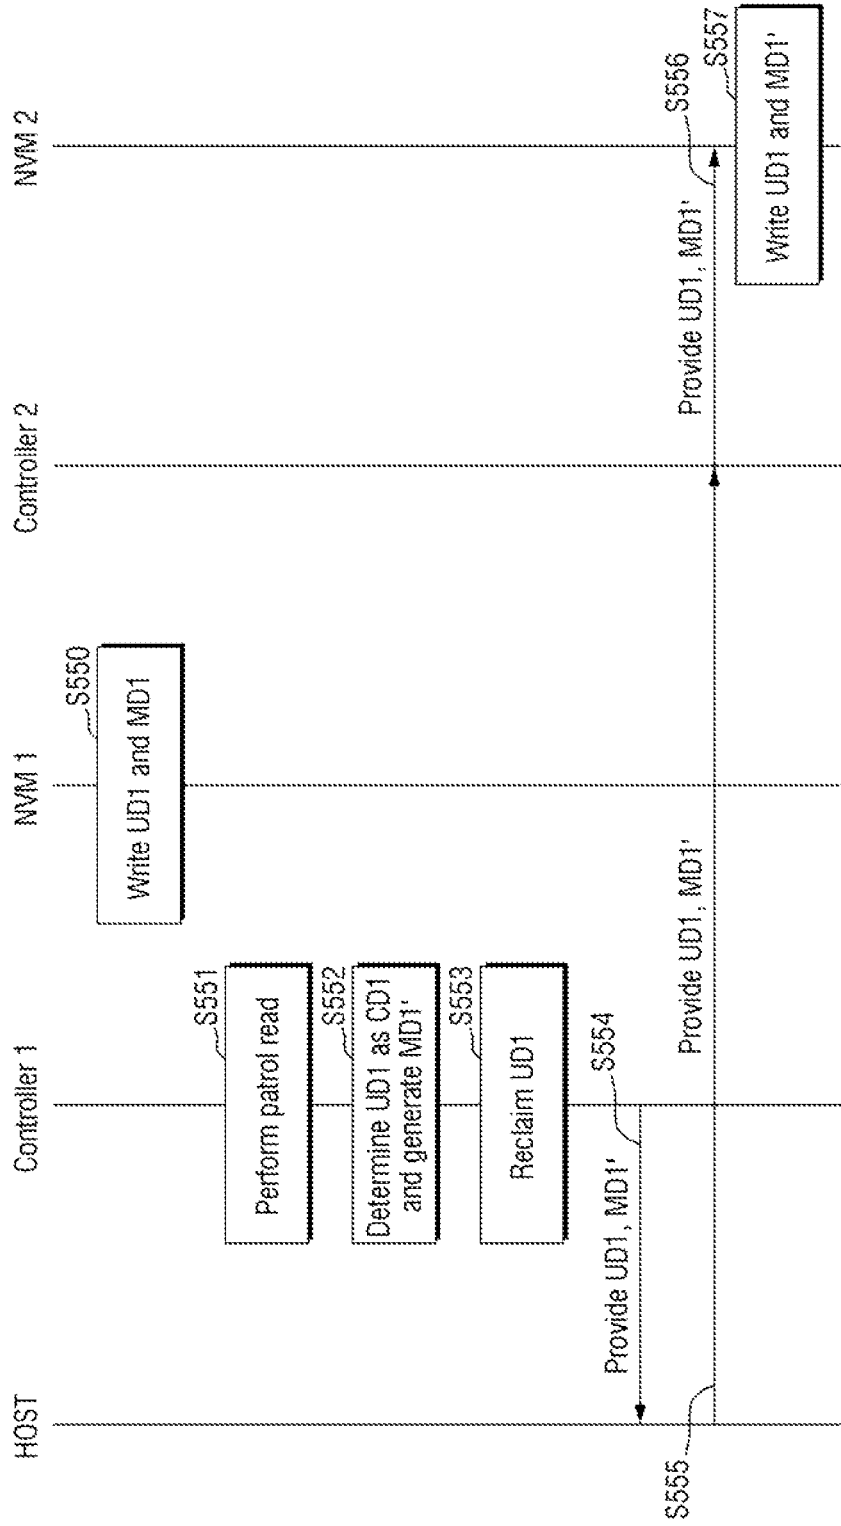 HOST
Controller 1
NVM 1
Controller 2
NVM 2
S550
Write UD1 and MD1
S551
Perform patrol read
S552
Determine UD1 as CD1
and generate MD1'
S553
Reclaim UD1
S554
Provide UD1, MD1'
S555
Provide UD1, MD1'
S556
Provide UD1, MD1'
S557
Write UD1 and MD1'